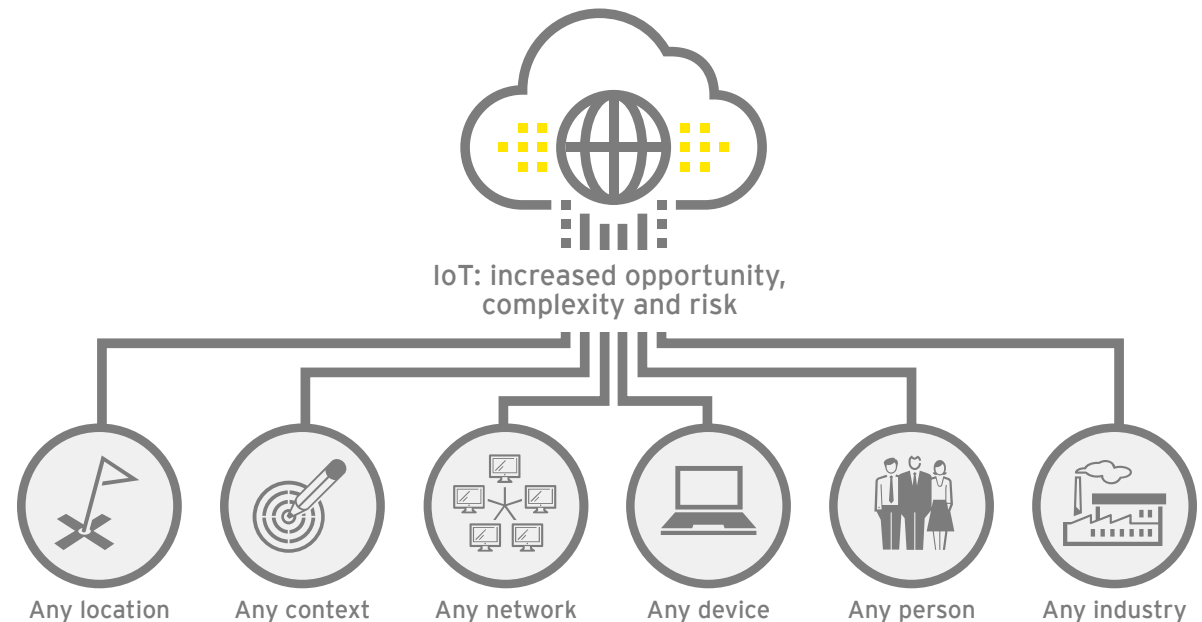 IoT: increased opportunity,
complexity and risk
Any location
Any context
Any network
Any device
Any person
Any industry